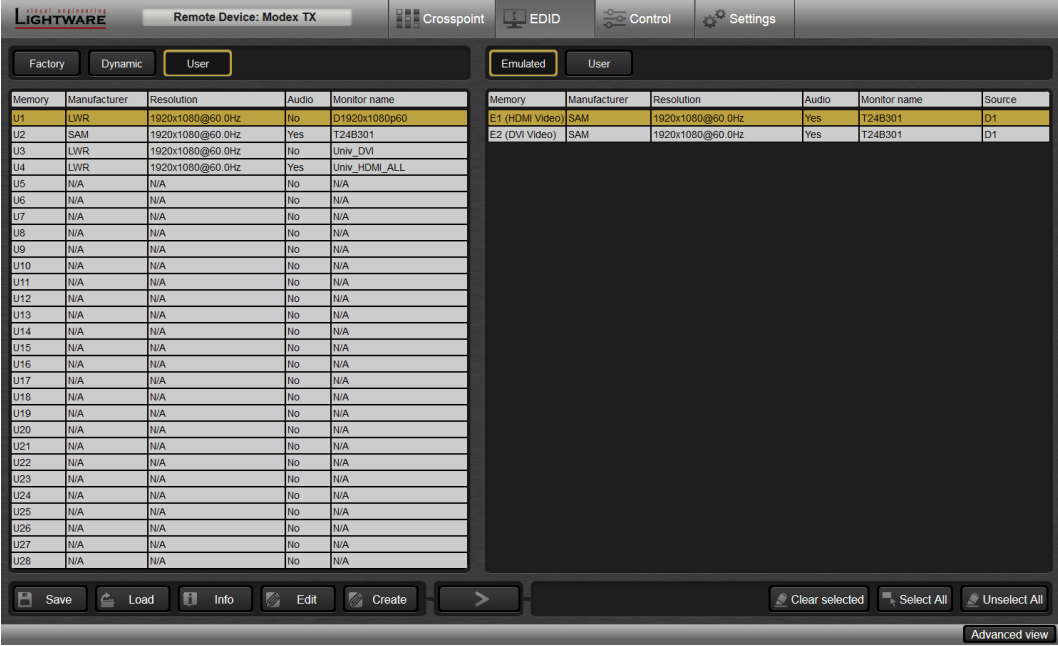 visual engineering
LIGHTWARE
Remote Device: Modex TX
Crosspoint
EDID
Control
Settings
Factory Dynamic User
Emulated User
Memory Manufacturer Resolution Audio Monitor name
U1 LWR 1920x1080@60.0Hz No D1920x1080p60
U2 SAM 1920x1080@60.0Hz Yes T24B301
U3 LWR 1920x1080@60.0Hz No Univ_DVI
U4 LWR 1920x1080@60.0Hz Yes Univ_HDMI_ALL
U5 N/A N/A No N/A
U6 N/A N/A No N/A
U7 N/A N/A No N/A
U8 N/A N/A No N/A
U9 N/A N/A No N/A
U10 N/A N/A No N/A
U11 N/A N/A No N/A
U12 N/A N/A No N/A
U13 N/A N/A No N/A
U14 N/A N/A No N/A
U15 N/A N/A No N/A
U16 N/A N/A No N/A
U17 N/A N/A No N/A
U18 N/A N/A No N/A
U19 N/A N/A No N/A
U20 N/A N/A No N/A
U21 N/A N/A No N/A
U22 N/A N/A No N/A
U23 N/A N/A No N/A
U24 N/A N/A No N/A
U25 N/A N/A No N/A
U26 N/A N/A No N/A
U27 N/A N/A No N/A
U28 N/A N/A No N/A
Memory Manufacturer Resolution Audio Monitor name Source
E1 (HDMI Video) SAM 1920x1080@60.0Hz Yes T24B301 D1
E2 (DVI Video) SAM 1920x1080@60.0Hz Yes T24B301 D1
Save Load Info Edit Create >
Clear selected Select All Unselect All
Advanced view